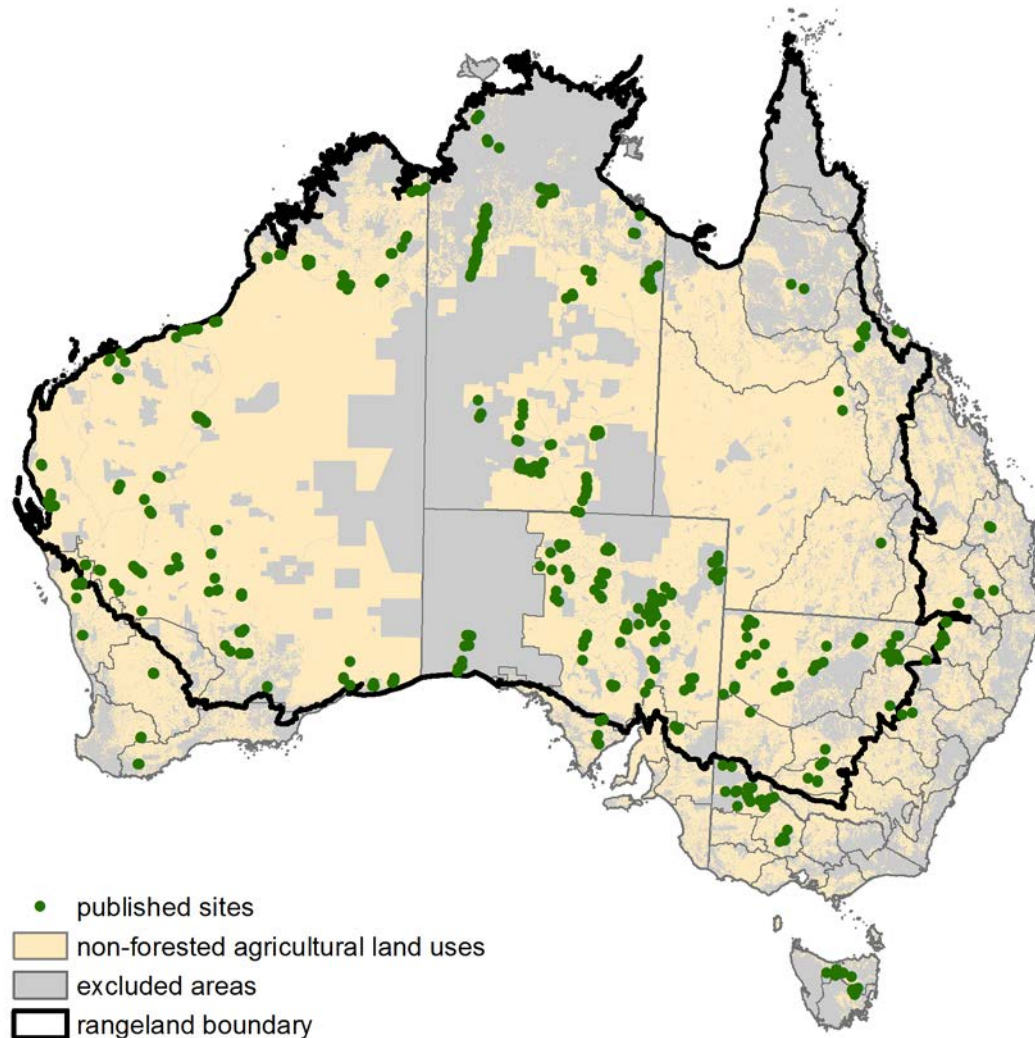 published sites
non-forested agricultural land uses
excluded areas
rangeland boundary